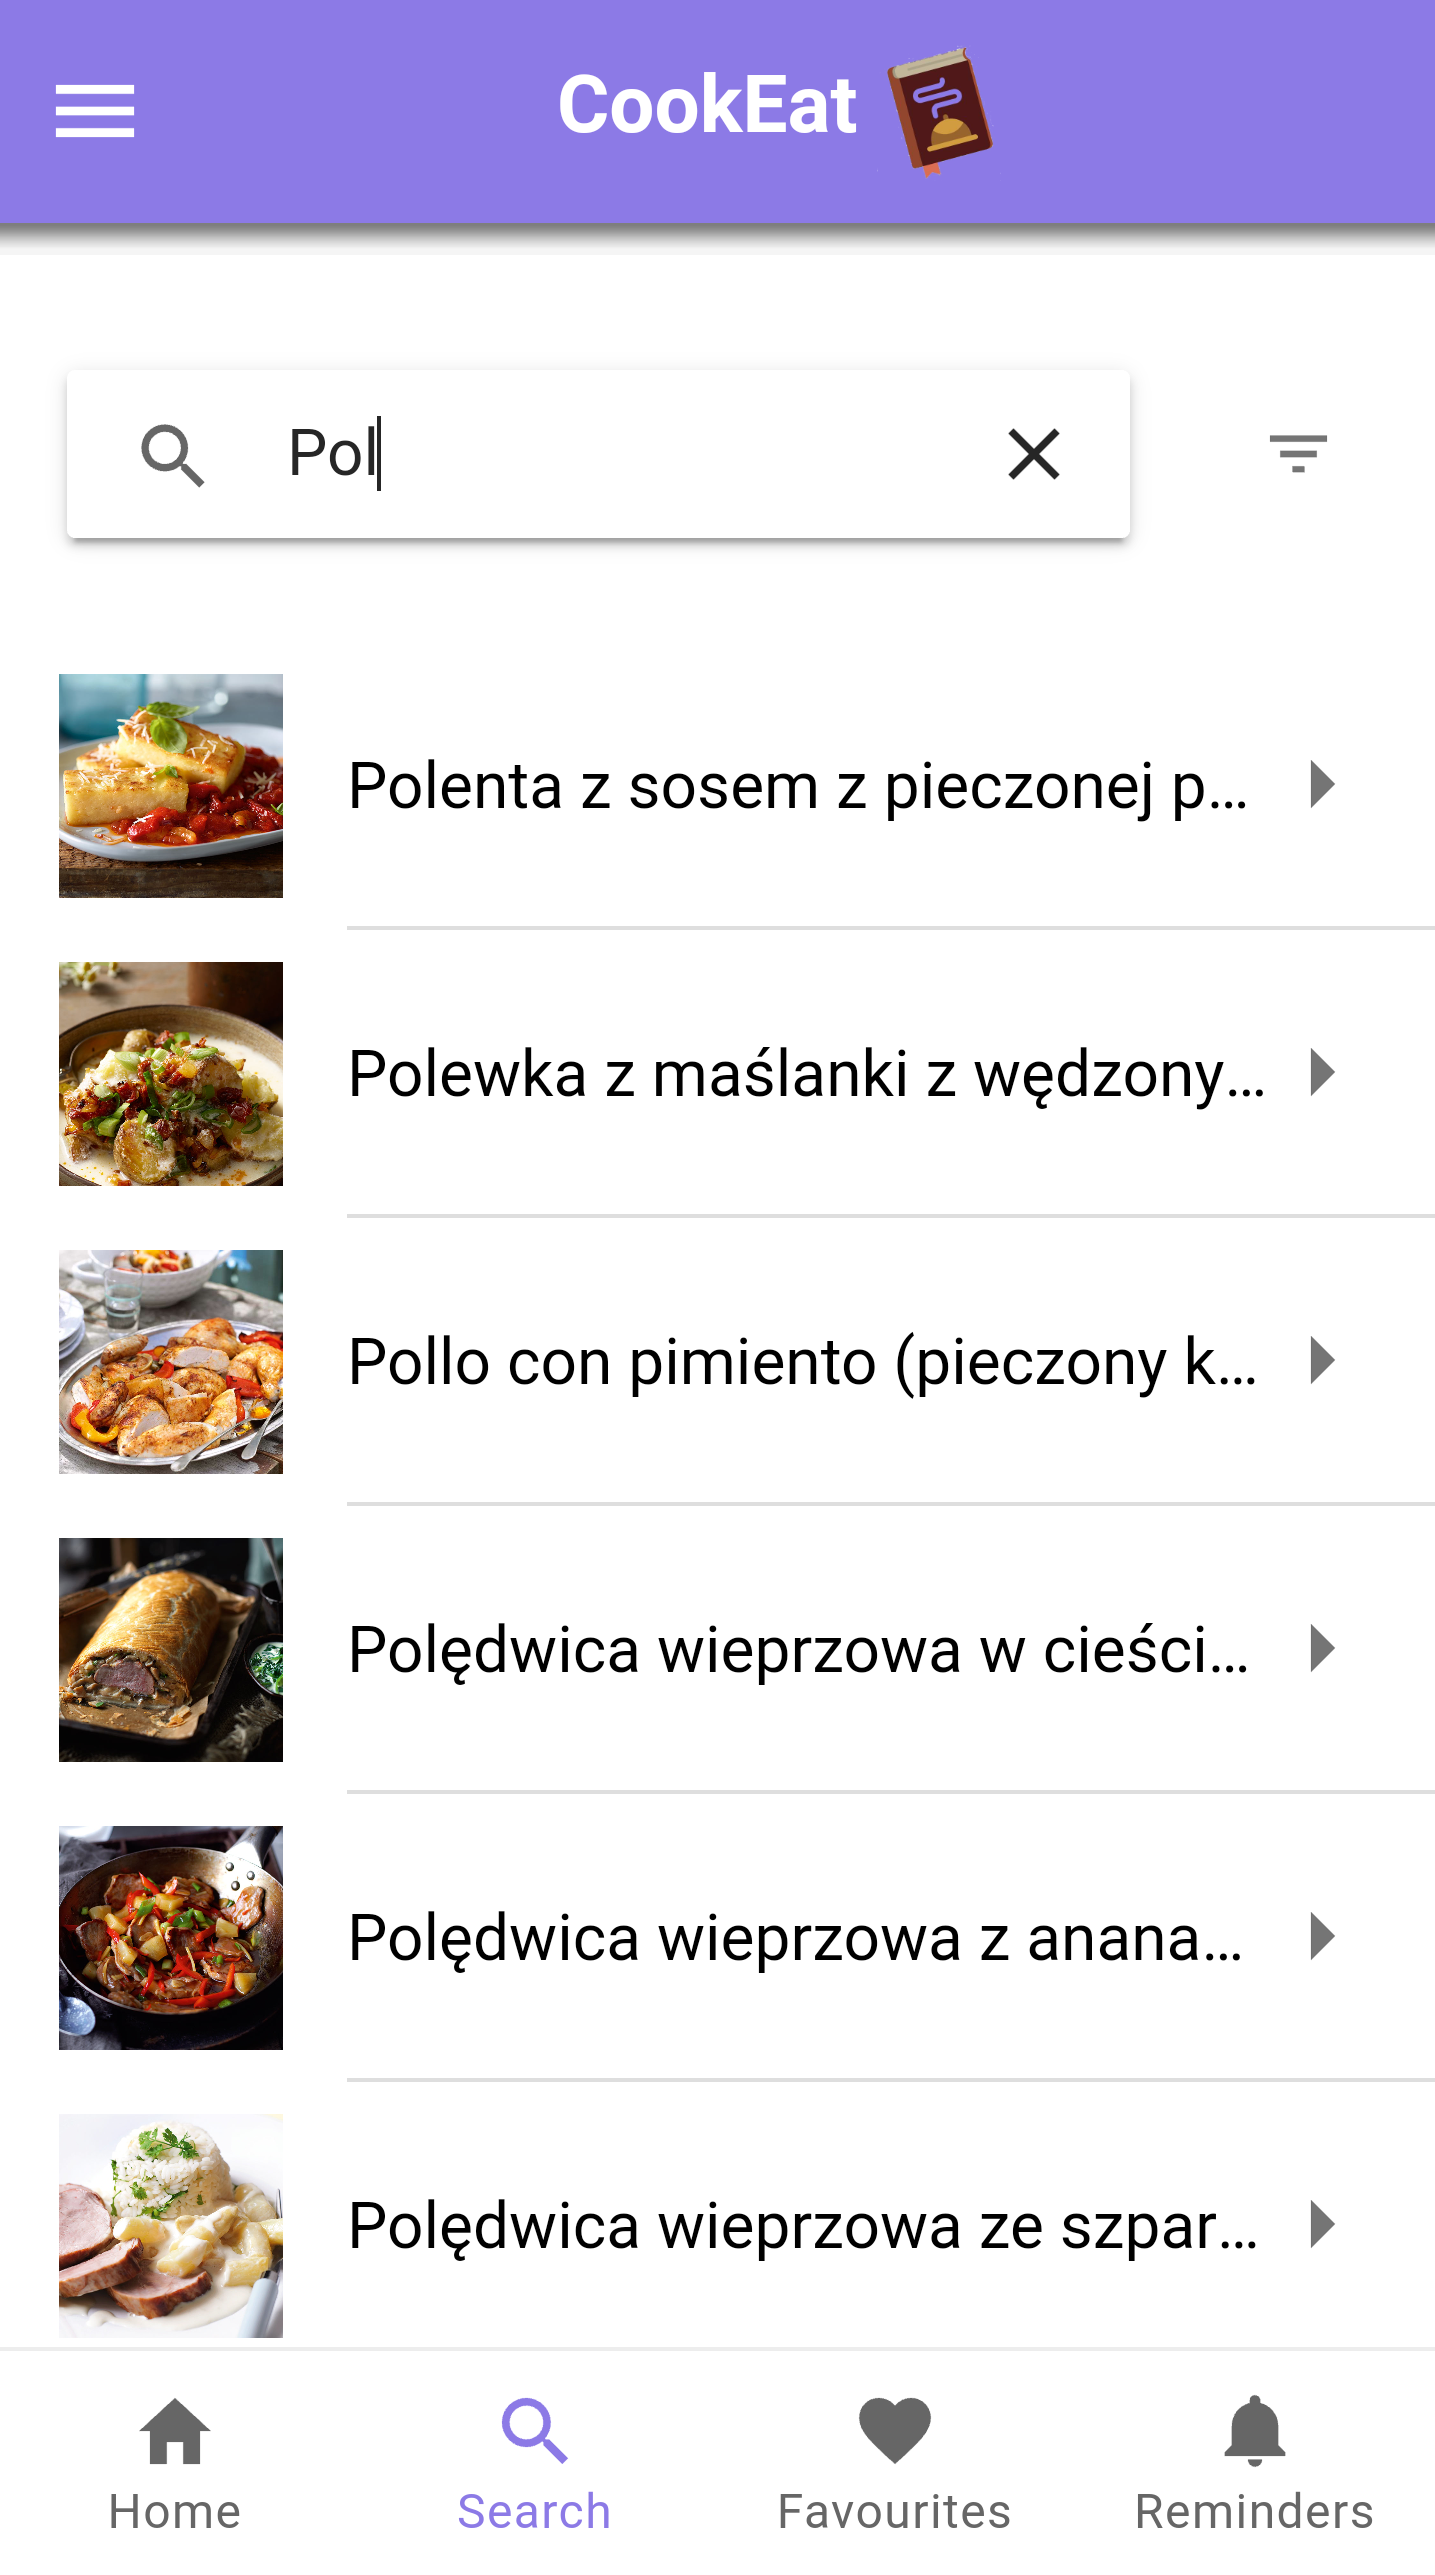 CookEat
Pol
Polenta z sosem z pieczonej p...
Polewka z maślanki z wędzony...
Pollo con pimiento (pieczony k...
Polędwica wieprzowa w cieści...
Polędwica wieprzowa z anana...
Polędwica wieprzowa ze szpar...
Home
Search
Favourites
Reminders